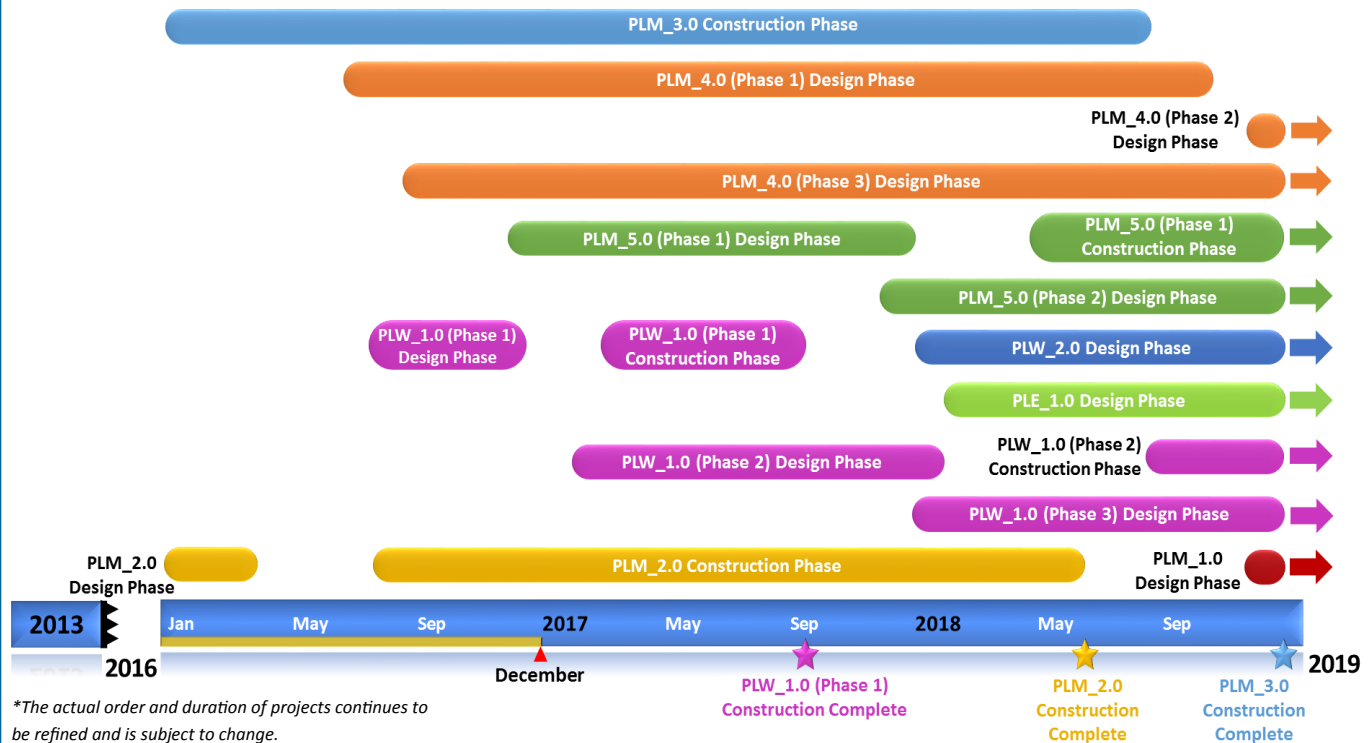 PLM_3.0 Construction Phase
PLM_4.0 (Phase 1) Design Phase
PLM_4.0 (Phase 2)
Design Phase
PLM_4.0 (Phase 3) Design Phase
PLM_5.0 (Phase 1) Design Phase
PLM_5.0 (Phase 1)
Construction Phase
PLM_5.0 (Phase 2) Design Phase
PLW_1.0 (Phase 1)
Design Phase
PLW_1.0 (Phase 1)
Construction Phase
PLW_2.0 Design Phase
PLE_1.0 Design Phase
PLW_1.0 (Phase 2) Design Phase
PLW_1.0 (Phase 2)
Construction Phase
PLW_1.0 (Phase 3) Design Phase
PLM_2.0
Design Phase
PLM_2.0 Construction Phase
PLM_1.0
Design Phase
2013
Jan May Sep 2017 May Sep 2018 May Sep
2016
2019
December
PLW_1.0 (Phase 1)
Construction Complete
PLM_2.0
Construction
Complete
PLM_3.0
Construction
Complete
*The actual order and duration of projects continues to
be refined and is subject to change.